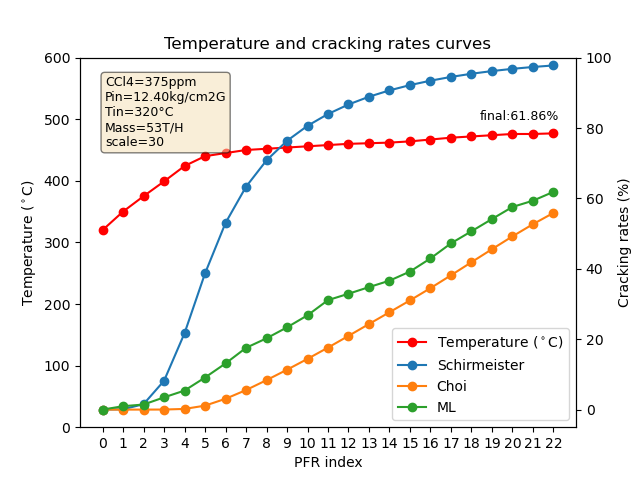 Temperature and cracking rates curves
CCl4=375ppm
Pin=12.40kg/cm2G
Tin=320°C
Mass=53T/H
scale=30
final:61.86%
600
500
400
300
200
100
0
Temperature (°C)
100
80
60
40
20
0
Cracking rates (%)
Temperature (°C)
Schirmeister
Choi
ML
0 1 2 3 4 5 6 7 8 9 10 11 12 13 14 15 16 17 18 19 20 21 22
PFR index